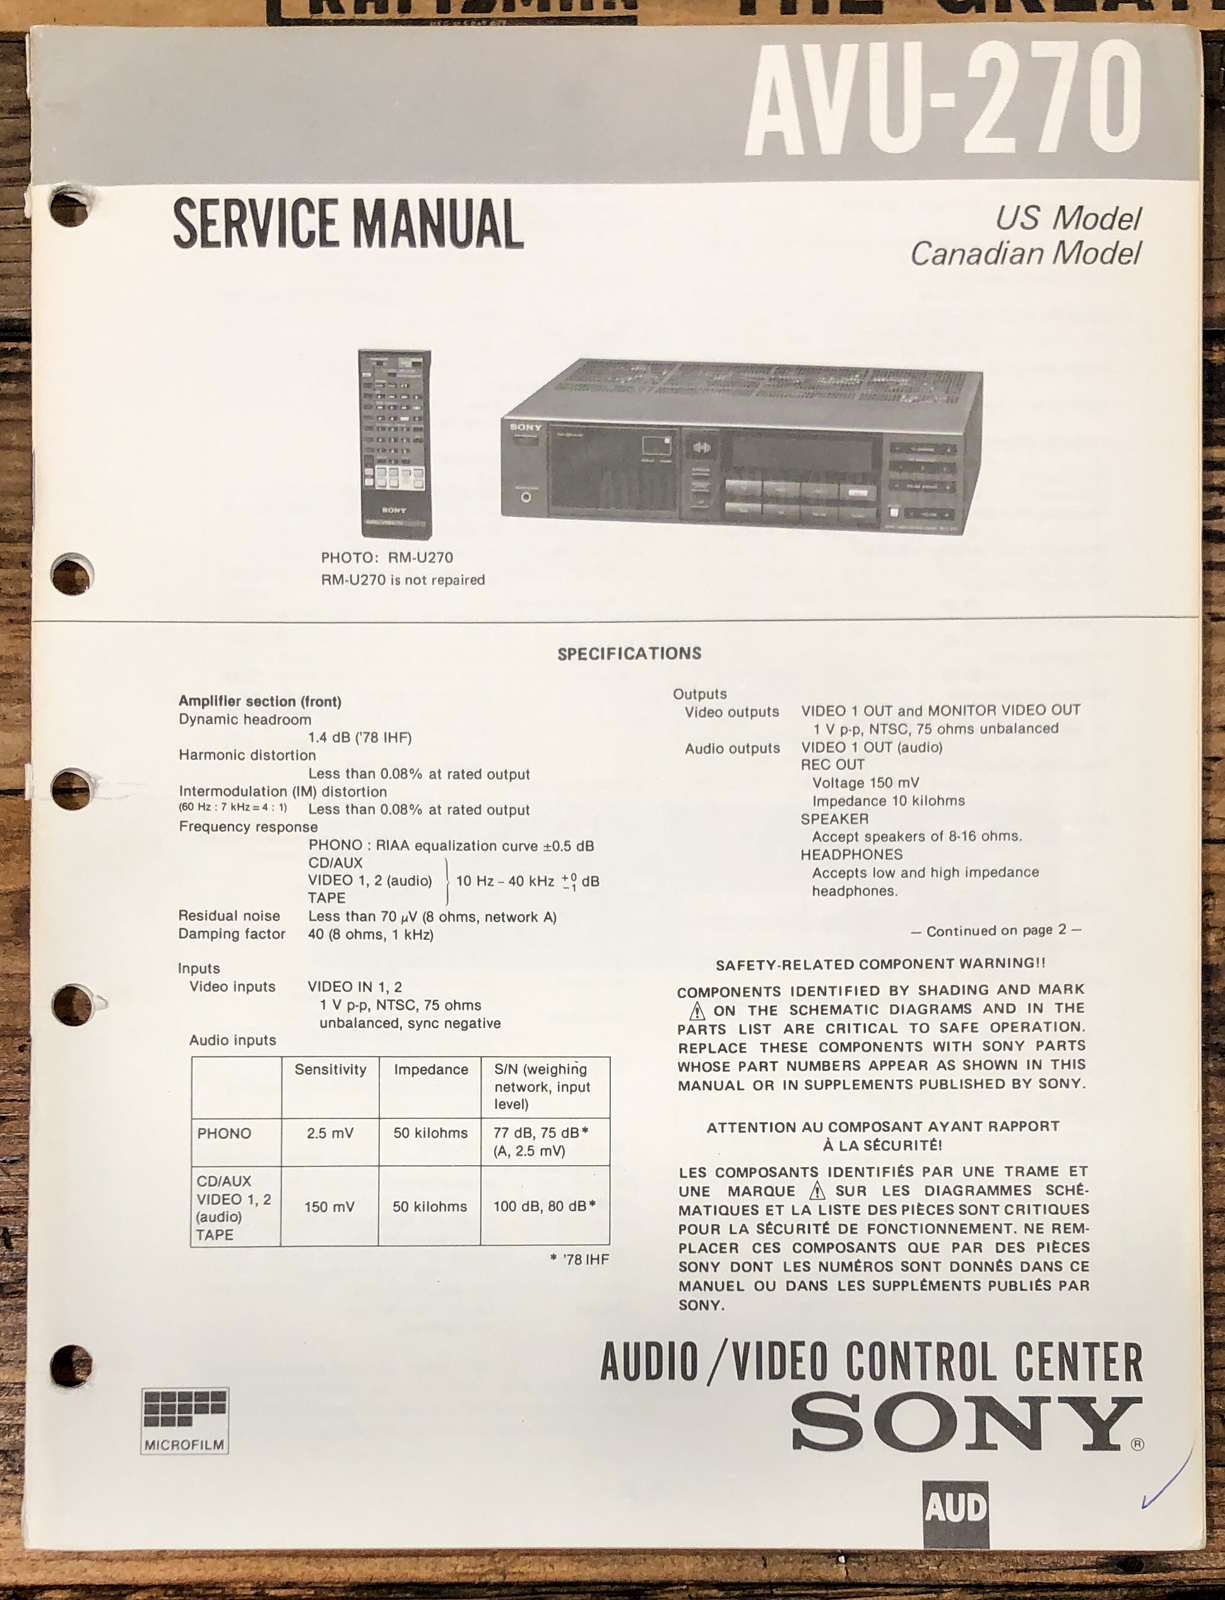 THE GREAT
AVU-270
SERVICE MANUAL
US Model
Canadian Model
SONY
SONY
PHOTO: RM-U270
RM-U270 is not repaired
SPECIFICATIONS
Amplifier section (front)
Dynamic headroom
1.4 dB ('78 IHF)
Harmonic distortion
Less than 0.08% at rated output
Intermodulation (IM) distortion
(60 Hz : 7 kHz = 4 : 1) Less than 0.08% at rated output
Frequency response
PHONO : RIAA equalization curve ±0.5 dB
CD/AUX
VIDEO 1, 2 (audio) 10 Hz – 40 kHz +0 −1 dB
TAPE
Residual noise Less than 70 μV (8 ohms, network A)
Damping factor 40 (8 ohms, 1 kHz)
Inputs
Video inputs VIDEO IN 1, 2
1 V p-p, NTSC, 75 ohms
unbalanced, sync negative
Audio inputs
Sensitivity Impedance S/N (weighing
network, input
level)
PHONO 2.5 mV 50 kilohms 77 dB, 75 dB*
(A, 2.5 mV)
CD/AUX
VIDEO 1, 2
(audio)
TAPE
150 mV 50 kilohms 100 dB, 80 dB*
* '78 IHF
Outputs
Video outputs VIDEO 1 OUT and MONITOR VIDEO OUT
1 V p-p, NTSC, 75 ohms unbalanced
Audio outputs VIDEO 1 OUT (audio)
REC OUT
Voltage 150 mV
Impedance 10 kilohms
SPEAKER
Accept speakers of 8-16 ohms.
HEADPHONES
Accepts low and high impedance
headphones.
— Continued on page 2 —
SAFETY-RELATED COMPONENT WARNING!!
COMPONENTS IDENTIFIED BY SHADING AND MARK
⚠ ON THE SCHEMATIC DIAGRAMS AND IN THE
PARTS LIST ARE CRITICAL TO SAFE OPERATION.
REPLACE THESE COMPONENTS WITH SONY PARTS
WHOSE PART NUMBERS APPEAR AS SHOWN IN THIS
MANUAL OR IN SUPPLEMENTS PUBLISHED BY SONY.
ATTENTION AU COMPOSANT AYANT RAPPORT
À LA SÉCURITÉ!
LES COMPOSANTS IDENTIFIÉS PAR UNE TRAME ET
UNE MARQUE ⚠ SUR LES DIAGRAMMES SCHÉ-
MATIQUES ET LA LISTE DES PIÈCES SONT CRITIQUES
POUR LA SÉCURITÉ DE FONCTIONNEMENT. NE REM-
PLACER CES COMPOSANTS QUE PAR DES PIÈCES
SONY DONT LES NUMÉROS SONT DONNÉS DANS CE
MANUEL OU DANS LES SUPPLÉMENTS PUBLIÉS PAR
SONY.
AUDIO/VIDEO CONTROL CENTER
SONY®
MICROFILM
AUD